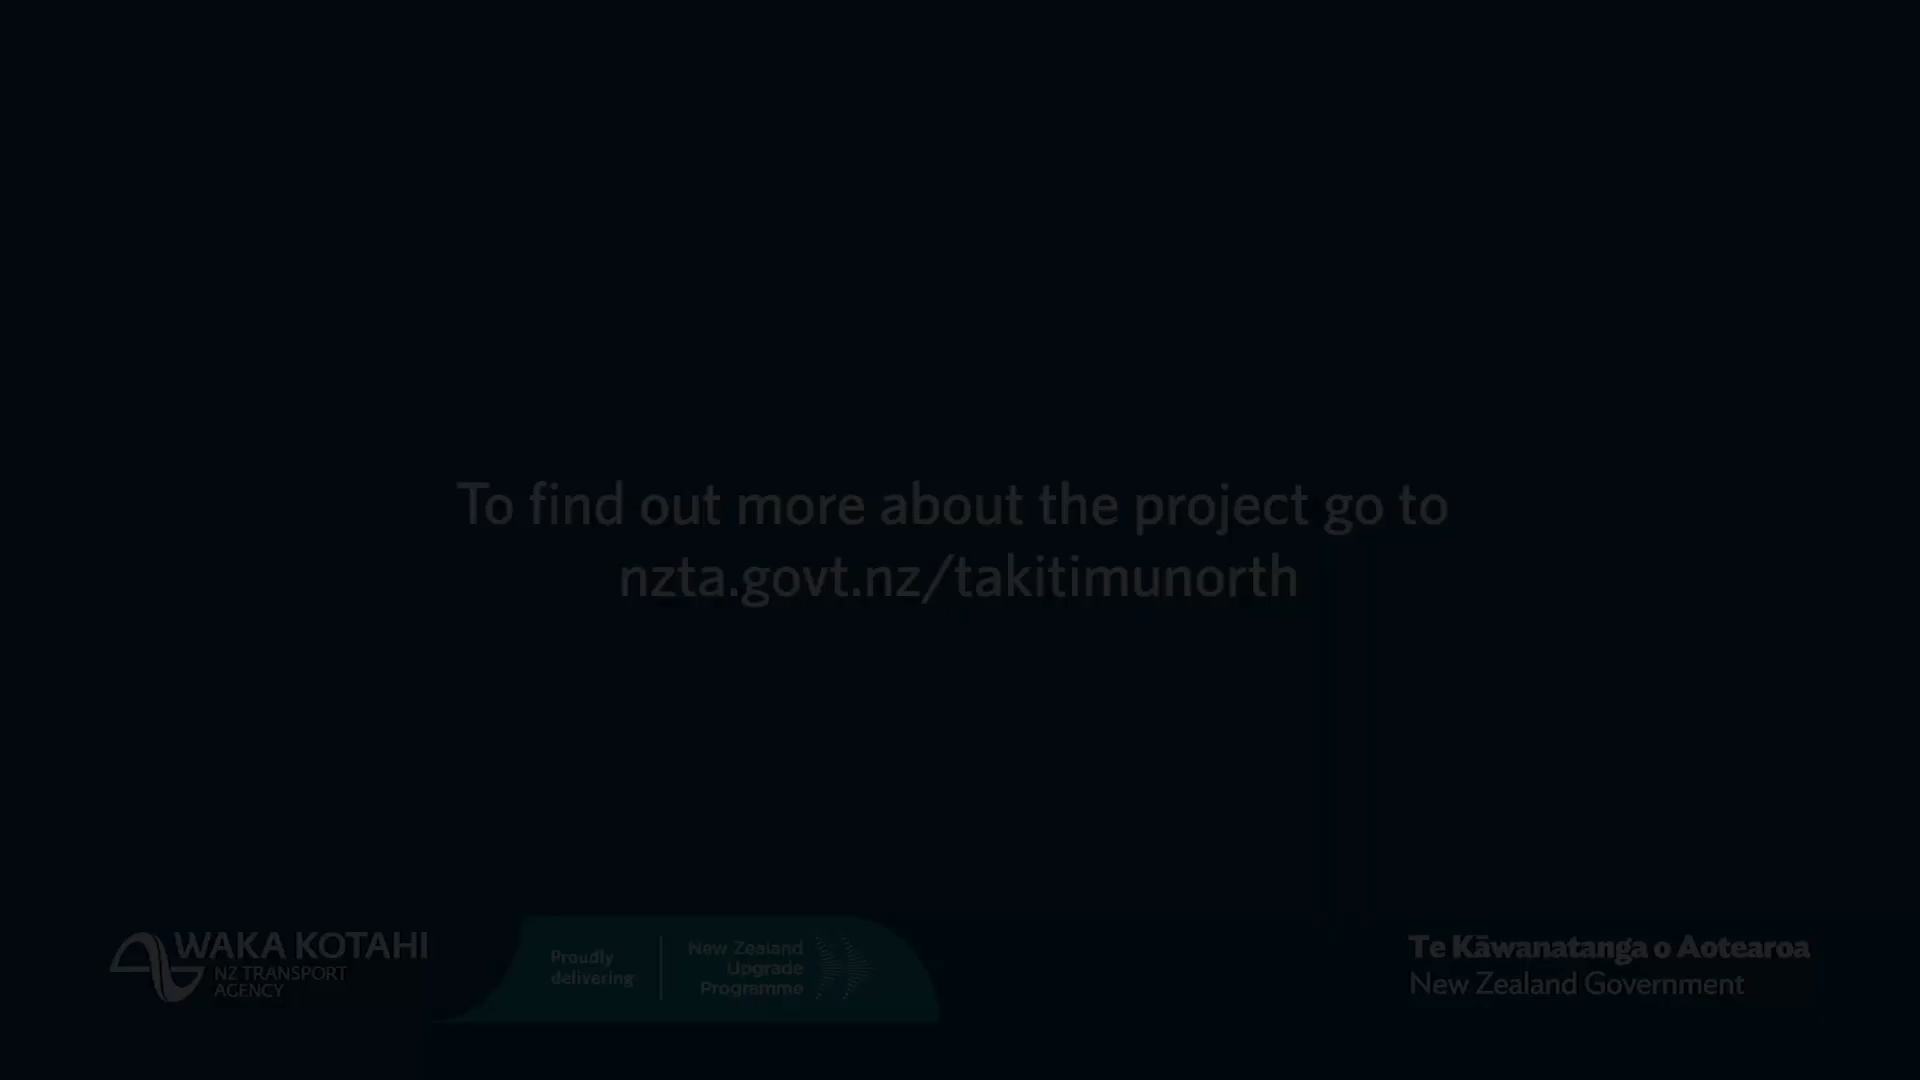 To find out more about the project go to
nzta.govt.nz/takitimunorth
WAKA KOTAHI
NZ TRANSPORT
AGENCY
Proudly
delivering
New Zealand
Upgrade
Programme
Te Kāwanatanga o Aotearoa
New Zealand Government